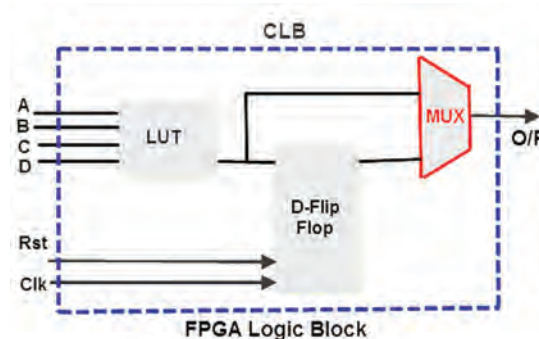 CLB
A
B
C
D
LUT
MUX
O/P
D-Flip
Flop
Rst
Clk
FPGA Logic Block